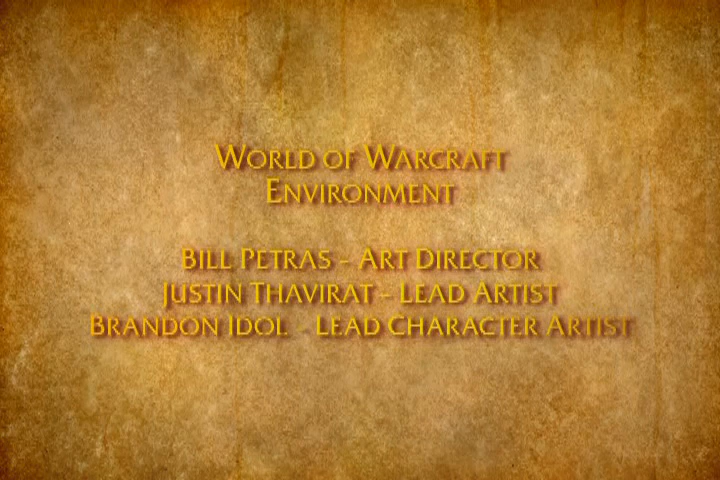 World of Warcraft
Environment
Bill Petras - Art Director
Justin Thavirat - Lead Artist
Brandon Idol - Lead Character Artist